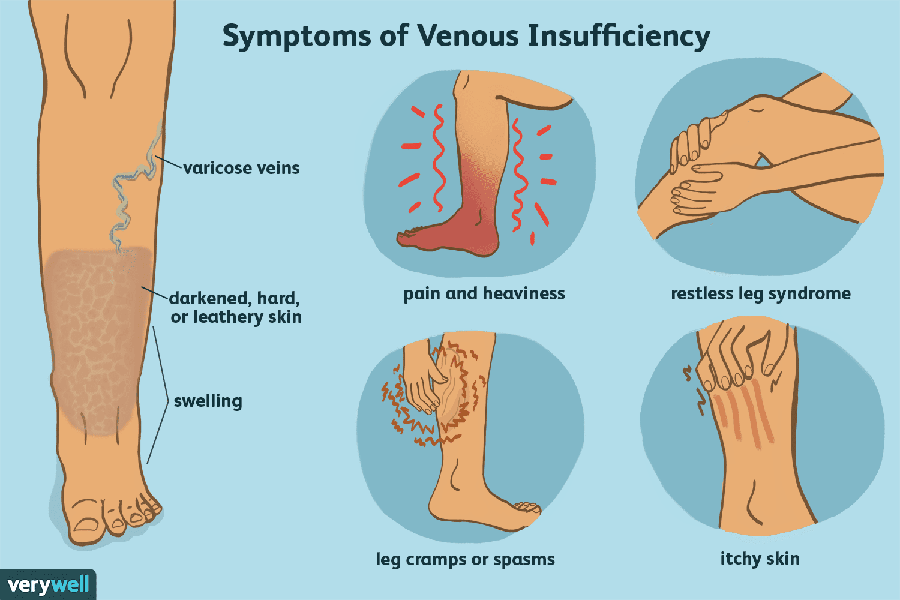 Symptoms of Venous Insufficiency
varicose veins
darkened, hard,
or leathery skin
swelling
pain and heaviness
restless leg syndrome
leg cramps or spasms
itchy skin
verywell